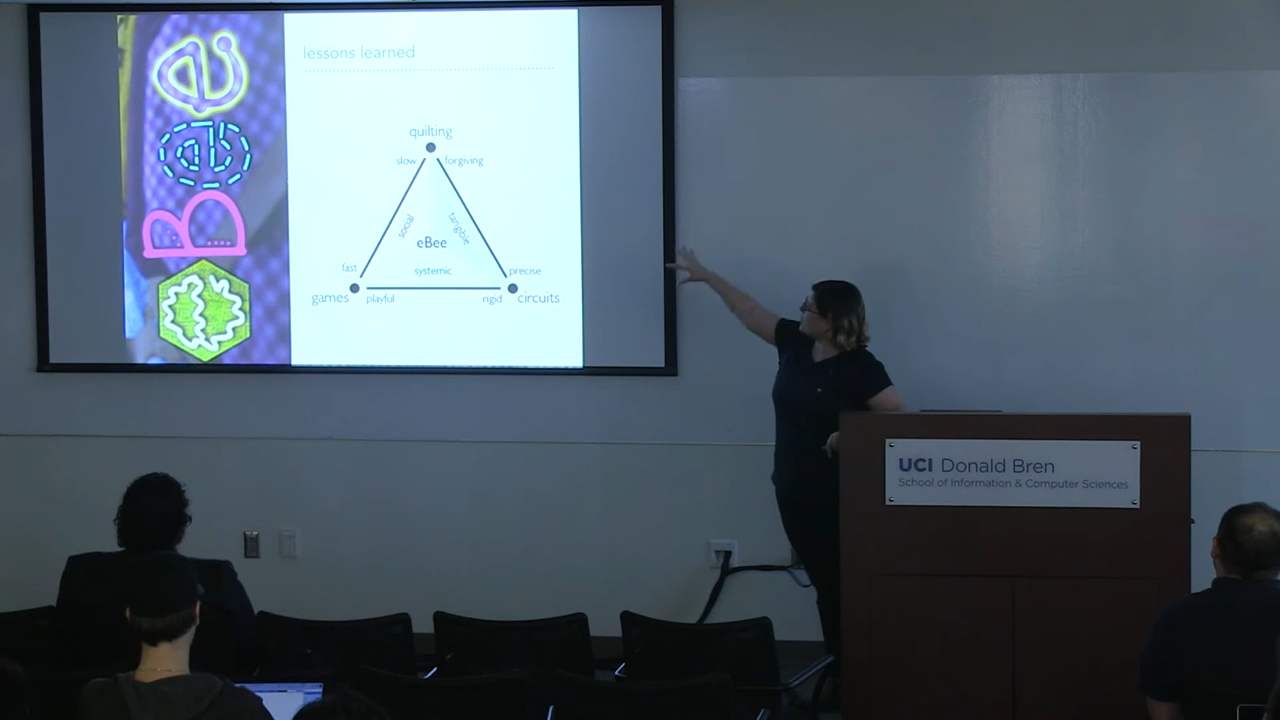 lessons learned
quilting
slow forgiving
social tangible
eBee
fast systemic precise
games playful rigid circuits
e
B
UCI Donald Bren
School of Information & Computer Sciences